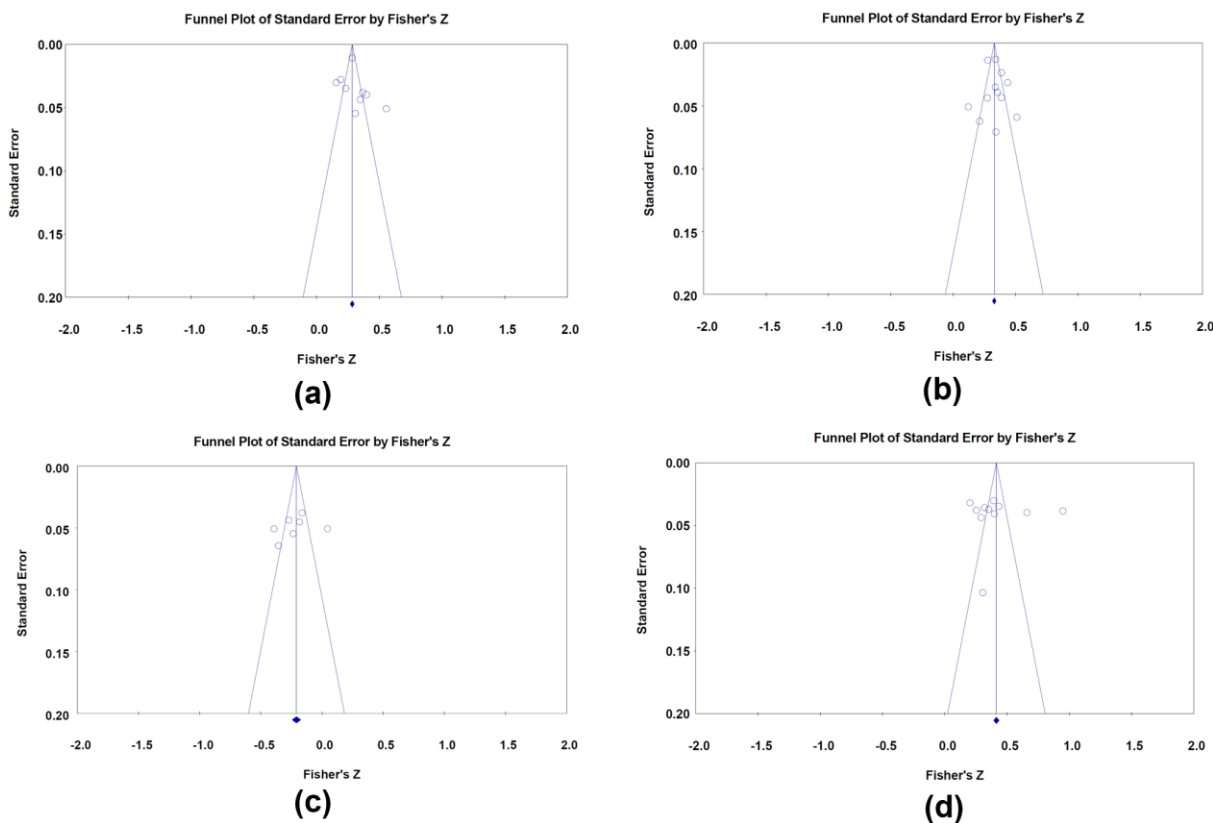 Funnel Plot of Standard Error by Fisher's Z
0.00
0.05
0.10
0.15
0.20
Standard Error
-2.0 -1.5 -1.0 -0.5 0.0 0.5 1.0 1.5 2.0
Fisher's Z
(a)
Funnel Plot of Standard Error by Fisher's Z
0.00
0.05
0.10
0.15
0.20
Standard Error
-2.0 -1.5 -1.0 -0.5 0.0 0.5 1.0 1.5 2.0
Fisher's Z
(b)
Funnel Plot of Standard Error by Fisher's Z
0.00
0.05
0.10
0.15
0.20
Standard Error
-2.0 -1.5 -1.0 -0.5 0.0 0.5 1.0 1.5 2.0
Fisher's Z
(c)
Funnel Plot of Standard Error by Fisher's Z
0.00
0.05
0.10
0.15
0.20
Standard Error
-2.0 -1.5 -1.0 -0.5 0.0 0.5 1.0 1.5 2.0
Fisher's Z
(d)